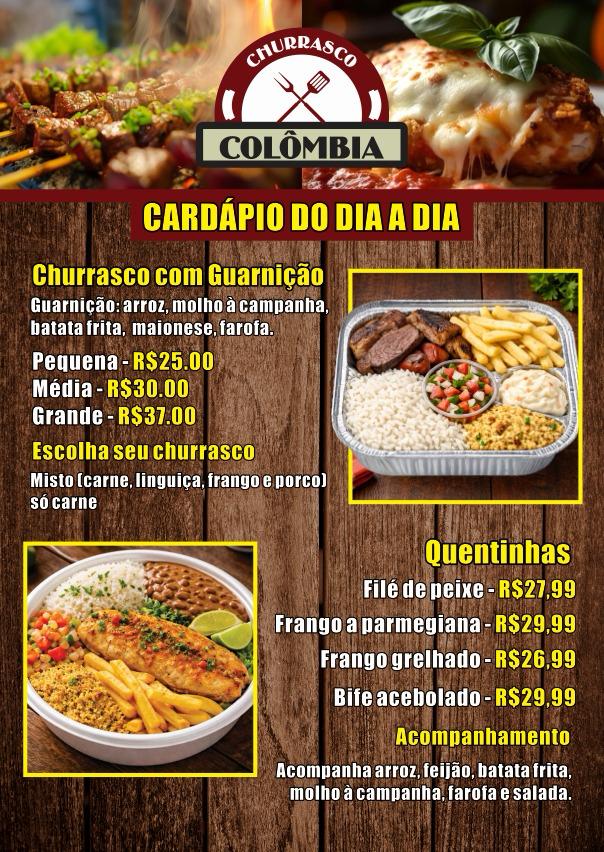 CHURRASCO
COLÔMBIA
CARDÁPIO DO DIA A DIA
Churrasco com Guarnição
Guarnição: arroz, molho à campanha,
batata frita, maionese, farofa.
Pequena - R$25.00
Média - R$30.00
Grande - R$37.00
Escolha seu churrasco
Misto (carne, linguiça, frango e porco)
só carne
Quentinhas
Filé de peixe - R$27,99
Frango a parmegiana - R$29,99
Frango grelhado - R$26,99
Bife acebolado - R$29,99
Acompanhamento
Acompanha arroz, feijão, batata frita,
molho à campanha, farofa e salada.